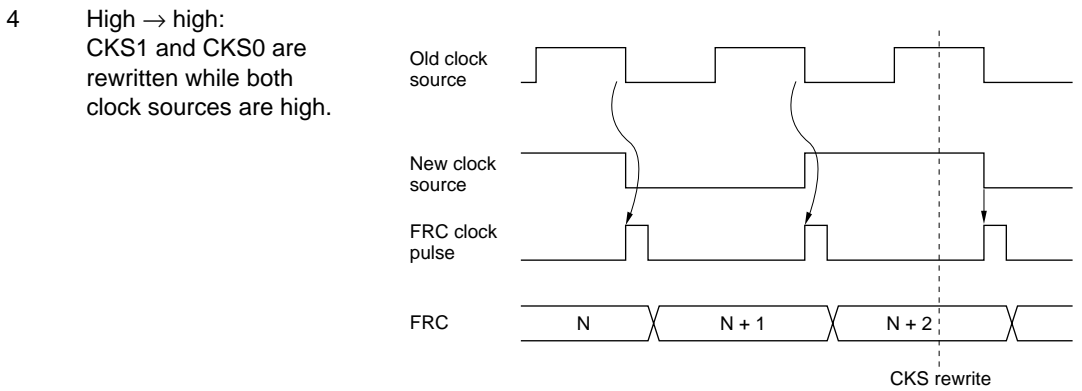 4 High → high:
CKS1 and CKS0 are
rewritten while both
clock sources are high.
Old clock
source
New clock
source
FRC clock
pulse
FRC N N + 1 N + 2
CKS rewrite